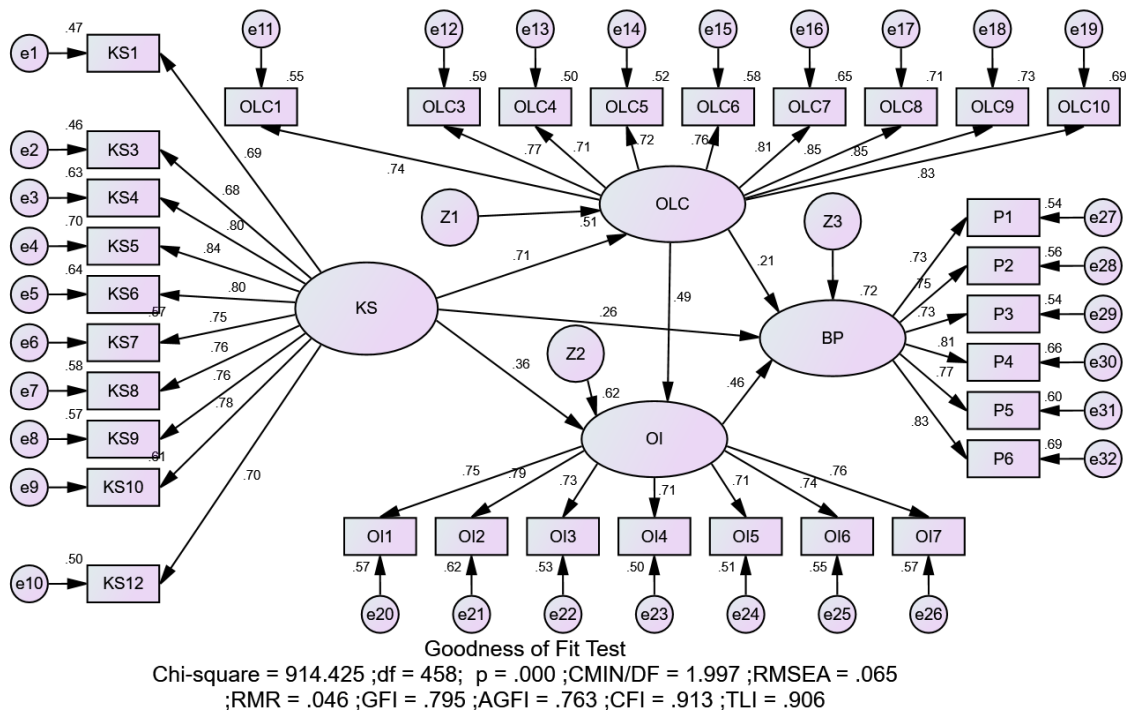 e11 e12 e13 e14 e15 e16 e17 e18 e19
.47
e1 KS1
.55 .59 .50 .52 .58 .65 .71 .73 .69
OLC1 OLC3 OLC4 OLC5 OLC6 OLC7 OLC8 OLC9 OLC10
.46
e2 KS3
.69 .74 .77 .71 .72 .76 .81 .85 .85 .83
.63
e3 KS4
.68
.70
e4 KS5
.80
.64
e5 KS6
.84
.57
e6 KS7
.80
.58
e7 KS8
.75
.57
e8 KS9
.76
.61
e9 KS10
.76
.78
.50
e10 KS12
.70
KS
Z1 .51 OLC Z3
.71 .21 .49 .26 .36 .46
Z2 .62 OI
.72 BP
.73 P1 .54 e27
.75 P2 .56 e28
.73 P3 .54 e29
.81 P4 .66 e30
.77 P5 .60 e31
.83 P6 .69 e32
.75 .79 .73 .71 .71 .74 .76
OI1 OI2 OI3 OI4 OI5 OI6 OI7
.57 .62 .53 .50 .51 .55 .57
e20 e21 e22 e23 e24 e25 e26
Goodness of Fit Test
Chi-square = 914.425 ;df = 458; p = .000 ;CMIN/DF = 1.997 ;RMSEA = .065
;RMR = .046 ;GFI = .795 ;AGFI = .763 ;CFI = .913 ;TLI = .906